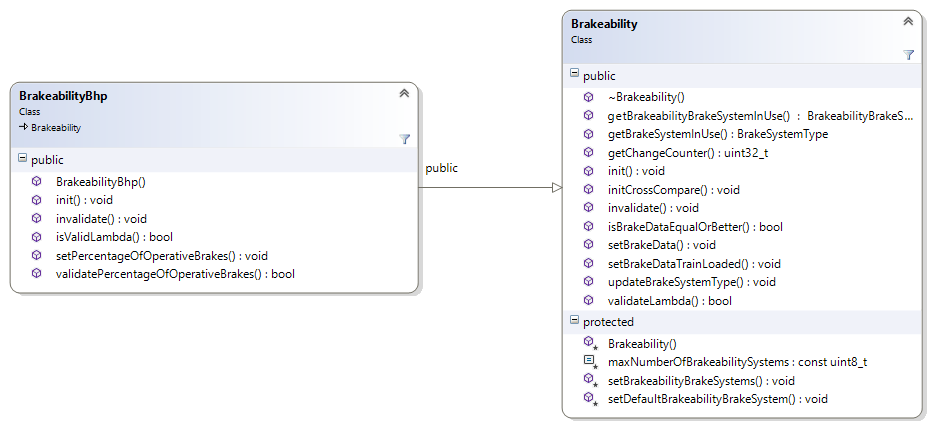 BrakeabilityBhp
Class
Brakeability
public
BrakeabilityBhp()
init() : void
invalidate() : void
isValidLambda() : bool
setPercentageOfOperativeBrakes() : void
validatePercentageOfOperativeBrakes() : bool
public
Brakeability
Class
public
~Brakeability()
getBrakeabilityBrakeSystemInUse() : BrakeabilityBrakeS...
getBrakeSystemInUse() : BrakeSystemType
getChangeCounter() : uint32_t
init() : void
initCrossCompare() : void
invalidate() : void
isBrakeDataEqualOrBetter() : bool
setBrakeData() : void
setBrakeDataTrainLoaded() : void
updateBrakeSystemType() : void
validateLambda() : bool
protected
Brakeability()
maxNumberOfBrakeabilitySystems : const uint8_t
setBrakeabilityBrakeSystems() : void
setDefaultBrakeabilityBrakeSystem() : void